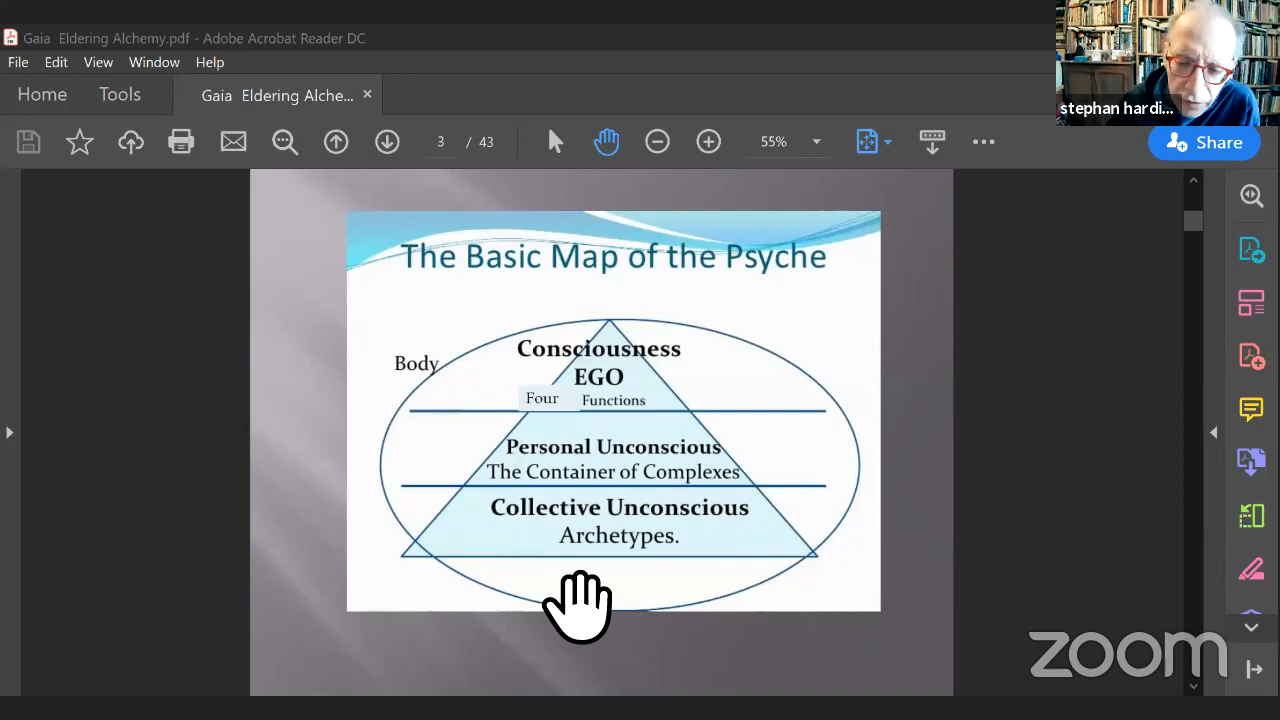 Gaia  Eldering Alchemy.pdf - Adobe Acrobat Reader DC
File Edit View Window Help
Home Tools Gaia  Eldering Alche... ×
3 / 43 55% Share
stephan hardi...
The Basic Map of the Psyche
Body
Consciousness
EGO
Four Functions
Personal Unconscious
The Container of Complexes
Collective Unconscious
Archetypes.
zoom